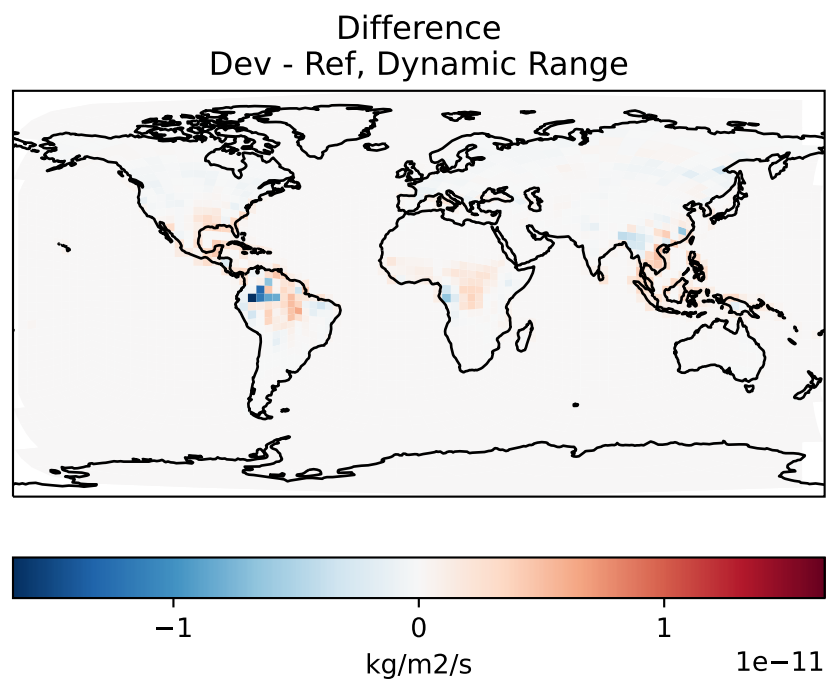 Difference
Dev - Ref, Dynamic Range
−1 0 1
kg/m2/s
1e−11